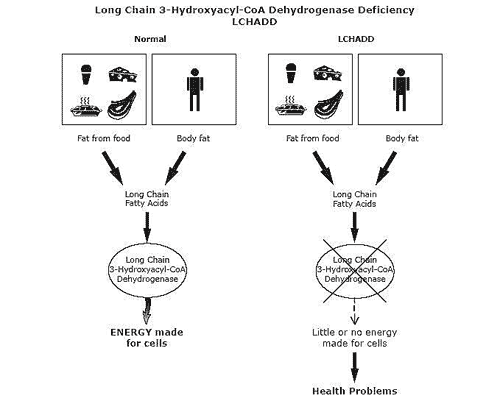 Long Chain 3-Hydroxyacyl-CoA Dehydrogenase Deficiency
LCHADD
Normal
Fat from food
Body fat
Long Chain
Fatty Acids
Long Chain
3-Hydroxyacyl-CoA
Dehydrogenase
ENERGY made
for cells
LCHADD
Fat from food
Body fat
Long Chain
Fatty Acids
Long Chain
3-Hydroxyacyl-CoA
Dehydrogenase
Little or no energy
made for cells
Health Problems